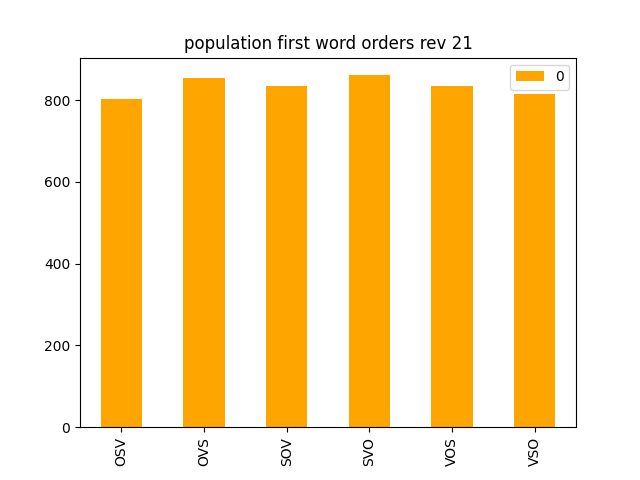 population first word orders rev 21
0
800
600
400
200
0
OSV
OVS
SOV
SVO
VOS
VSO